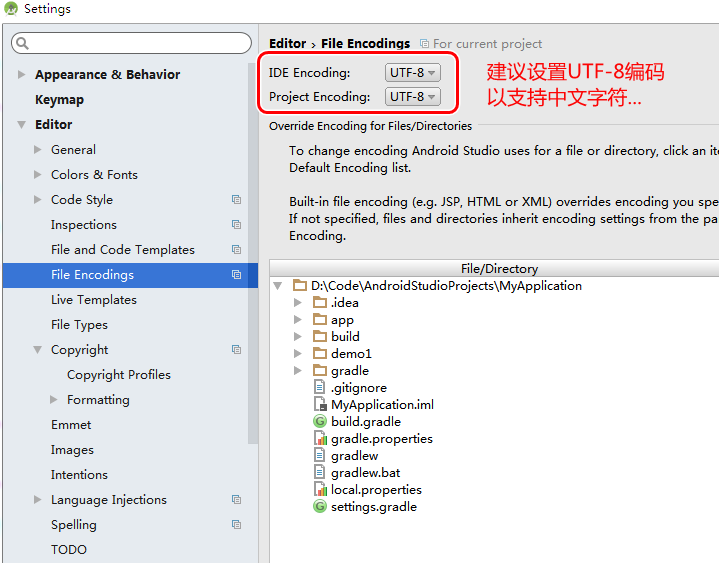 Settings
Appearance & Behavior
Keymap
Editor
General
Colors & Fonts
Code Style
Inspections
File and Code Templates
File Encodings
Live Templates
File Types
Copyright
Copyright Profiles
Formatting
Emmet
Images
Intentions
Language Injections
Spelling
TODO
Editor › File Encodings For current project
IDE Encoding: UTF-8
Project Encoding: UTF-8
建议设置UTF-8编码
以支持中文字符...
Override Encoding for Files/Directories
To change encoding Android Studio uses for a file or directory, click an ite
Default Encoding list.
Built-in file encoding (e.g. JSP, HTML or XML) overrides encoding you spe
If not specified, files and directories inherit encoding settings from the pa
Encoding.
File/Directory
D:\Code\AndroidStudioProjects\MyApplication
.idea
app
build
demo1
gradle
.gitignore
MyApplication.iml
build.gradle
gradle.properties
gradlew
gradlew.bat
local.properties
settings.gradle